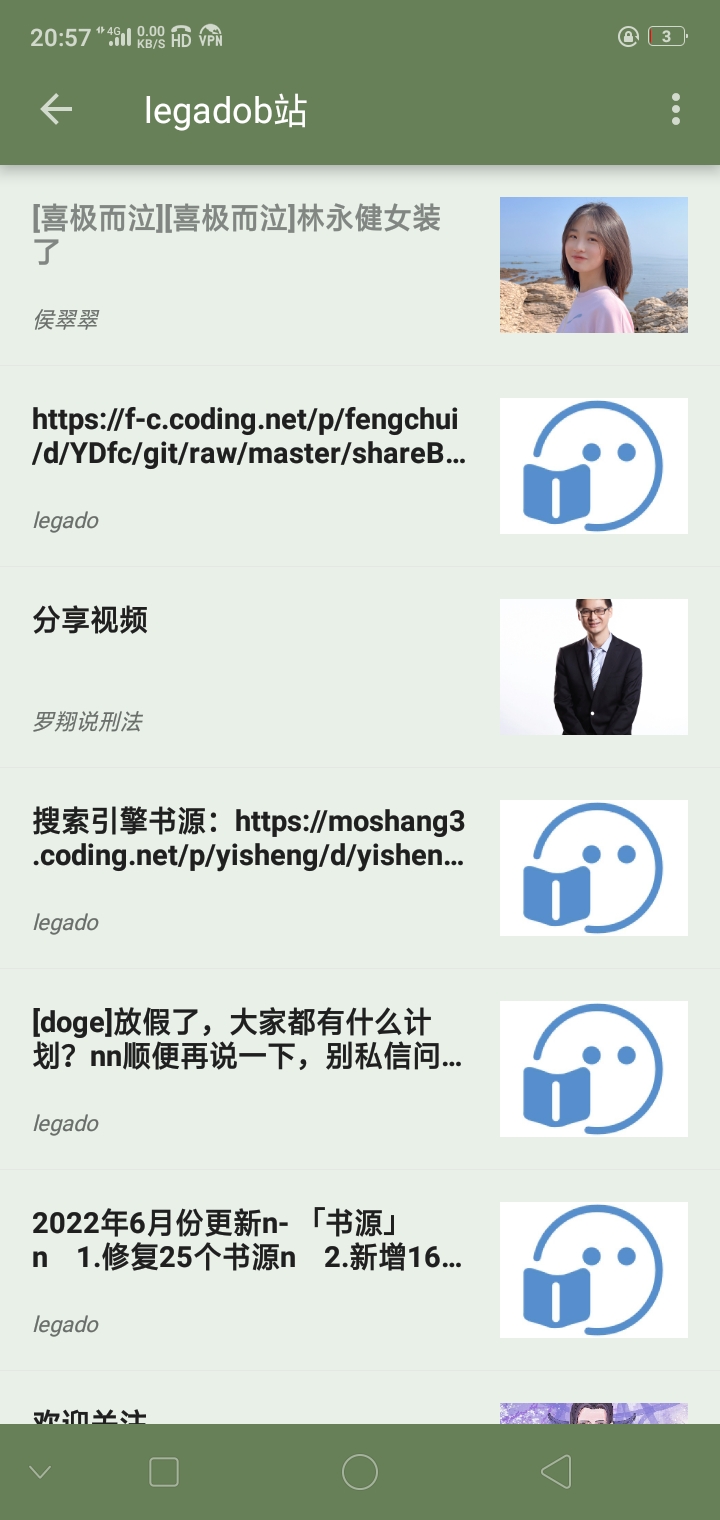 20:57 4G 0.00 KB/S HD VPN 3
legadob站
[喜极而泣][喜极而泣]林永健女装
了
侯翠翠
https://f-c.coding.net/p/fengchui
/d/YDfc/git/raw/master/shareB…
legado
分享视频
罗翔说刑法
搜索引擎书源：https://moshang3
.coding.net/p/yisheng/d/yishen…
legado
[doge]放假了，大家都有什么计
划？nn顺便再说一下，别私信问…
legado
2022年6月份更新n- 「书源」
n 1.修复25个书源n 2.新增16…
legado
欢迎关注